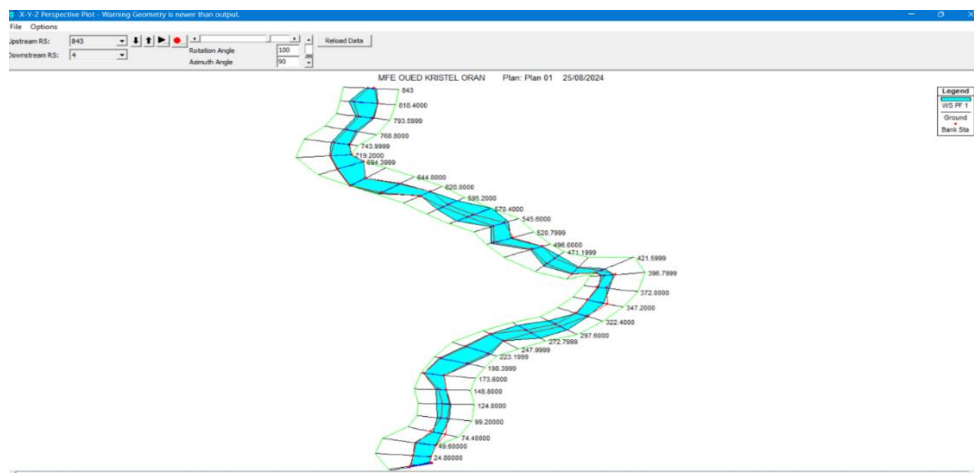 X-Y-Z Perspective Plot - Warning Geometry is newer than output.
File Options
Upstream RS: 843
Reload Data
Rotation Angle 100
Downstream RS: 4
Azimuth Angle 90
MFE OUED KRISTEL ORAN Plan: Plan 01 25/08/2024
Legend
WS PF 1
Ground
Bank Sta
843
818.4000
793.5999
768.8000
743.9999
719.2000
694.3999
644.8000
620.0000
595.2000
570.4000
545.6000
520.7999
496.0000
471.1999
421.5999
396.7999
372.0000
347.2000
322.4000
297.6000
272.7999
247.9999
223.1999
198.3999
173.6000
148.8000
124.0000
99.20000
74.40000
49.60000
24.80000